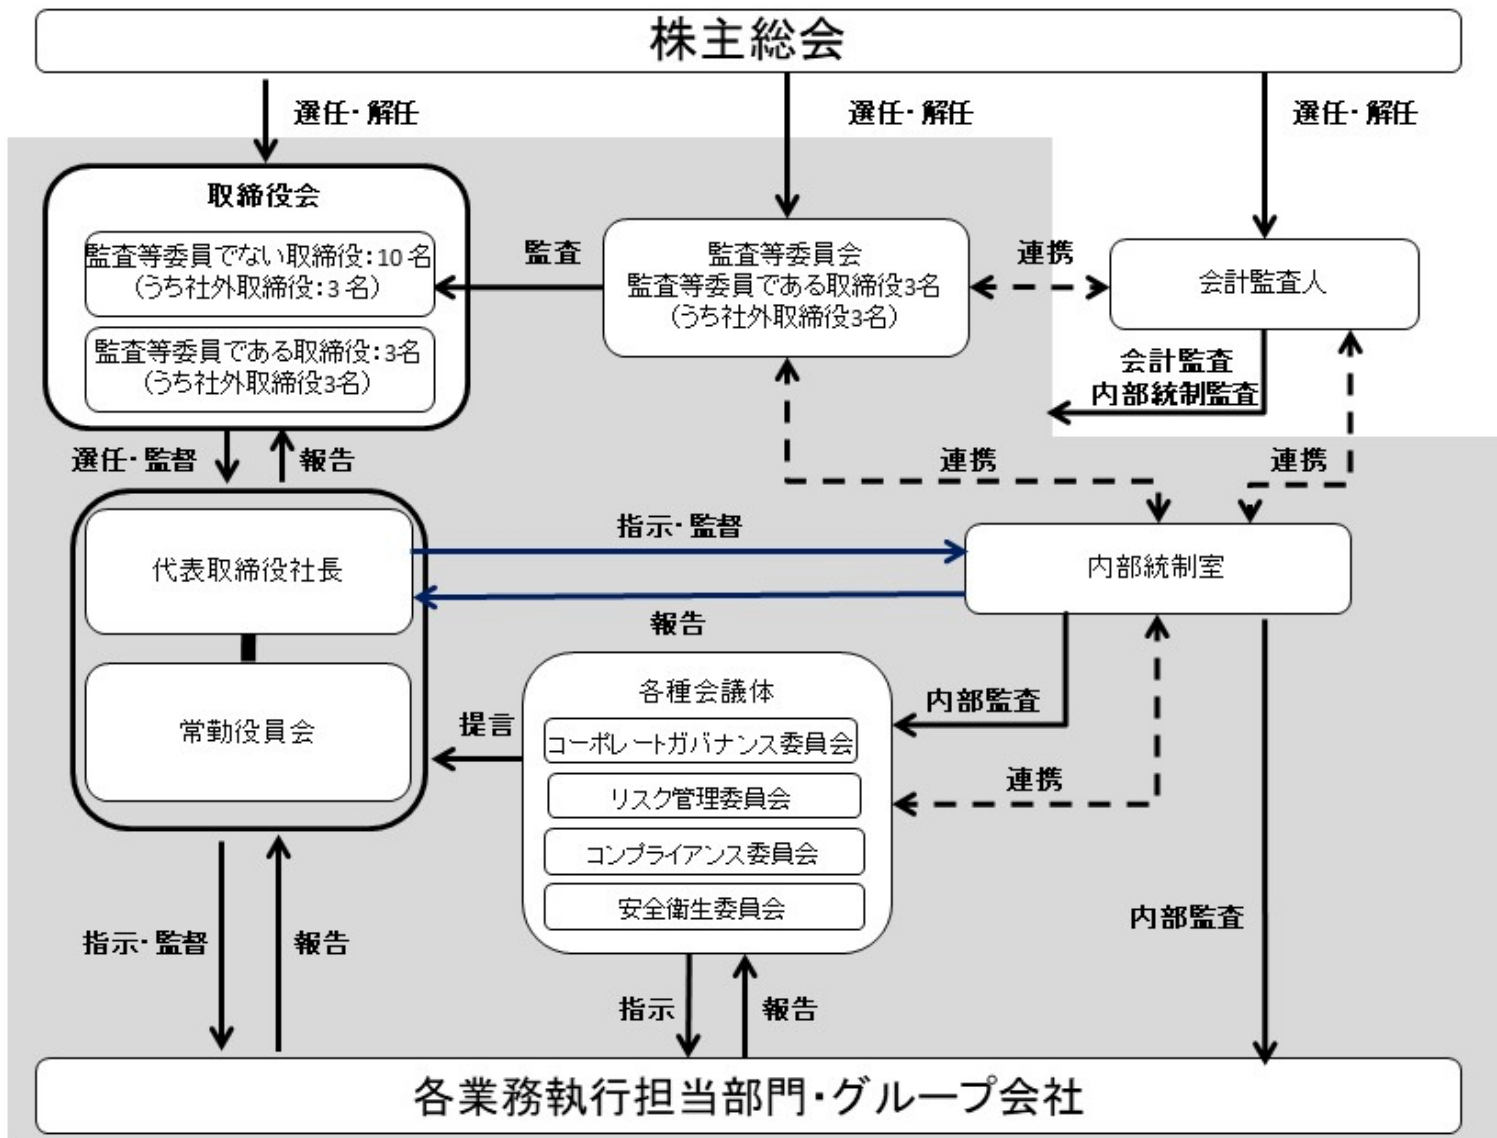 株主総会
選任・解任
選任・解任
選任・解任
取締役会
監査等委員でない取締役：10名
（うち社外取締役：3名）
監査等委員である取締役：3名
（うち社外取締役3名）
監査
監査等委員会
監査等委員である取締役3名
（うち社外取締役3名）
連携
会計監査人
会計監査
内部統制監査
選任・監督
報告
連携
連携
代表取締役社長
指示・監督
報告
内部統制室
常勤役員会
提言
各種会議体
コーポレートガバナンス委員会
リスク管理委員会
コンプライアンス委員会
安全衛生委員会
内部監査
連携
内部監査
指示・監督
報告
指示
報告
各業務執行担当部門・グループ会社